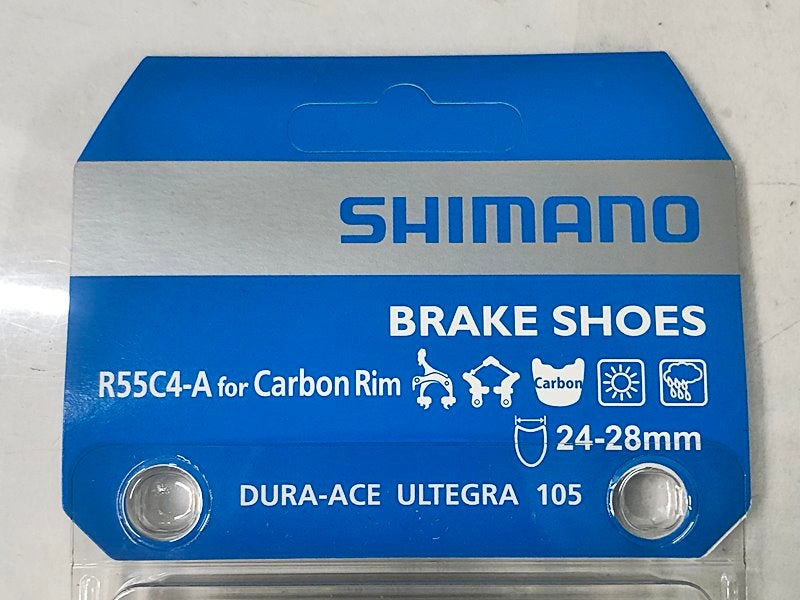 SHIMANO
BRAKE SHOES
R55C4-A for Carbon Rim Carbon
24-28mm
DURA-ACE ULTEGRA 105